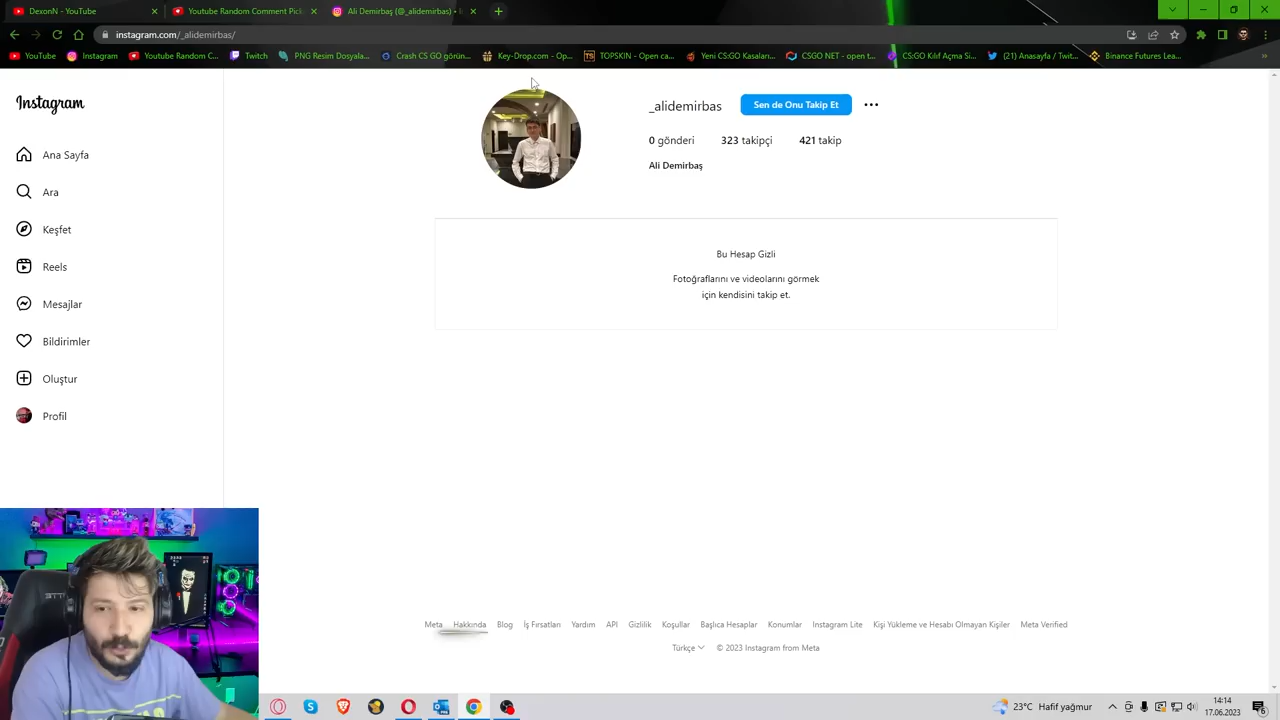 DexonN - YouTube
Youtube Random Comment Pick
Ali Demirbaş (@_alidemirbas) •
instagram.com/_alidemirbas/
YouTube
Instagram
Youtube Random C...
Twitch
PNG Resim Dosyala...
Crash CS GO görün...
Key-Drop.com - Op...
TOPSKIN - Open ca...
Yeni CS:GO Kasaları...
CSGO NET - open t...
CS:GO Kılıf Açma Si...
(21) Anasayfa / Twit...
Binance Futures Lea...
Instagram
Ana Sayfa
Ara
Keşfet
Reels
Mesajlar
Bildirimler
Oluştur
Profil
_alidemirbas
Sen de Onu Takip Et
0 gönderi
323 takipçi
421 takip
Ali Demirbaş
Bu Hesap Gizli
Fotoğraflarını ve videolarını görmek
için kendisini takip et.
Meta
Hakkında
Blog
İş Fırsatları
Yardım
API
Gizlilik
Koşullar
Başlıca Hesaplar
Konumlar
Instagram Lite
Kişi Yükleme ve Hesabı Olmayan Kişiler
Meta Verified
Türkçe
© 2023 Instagram from Meta
23°C Hafif yağmur
14:14
17.06.2023